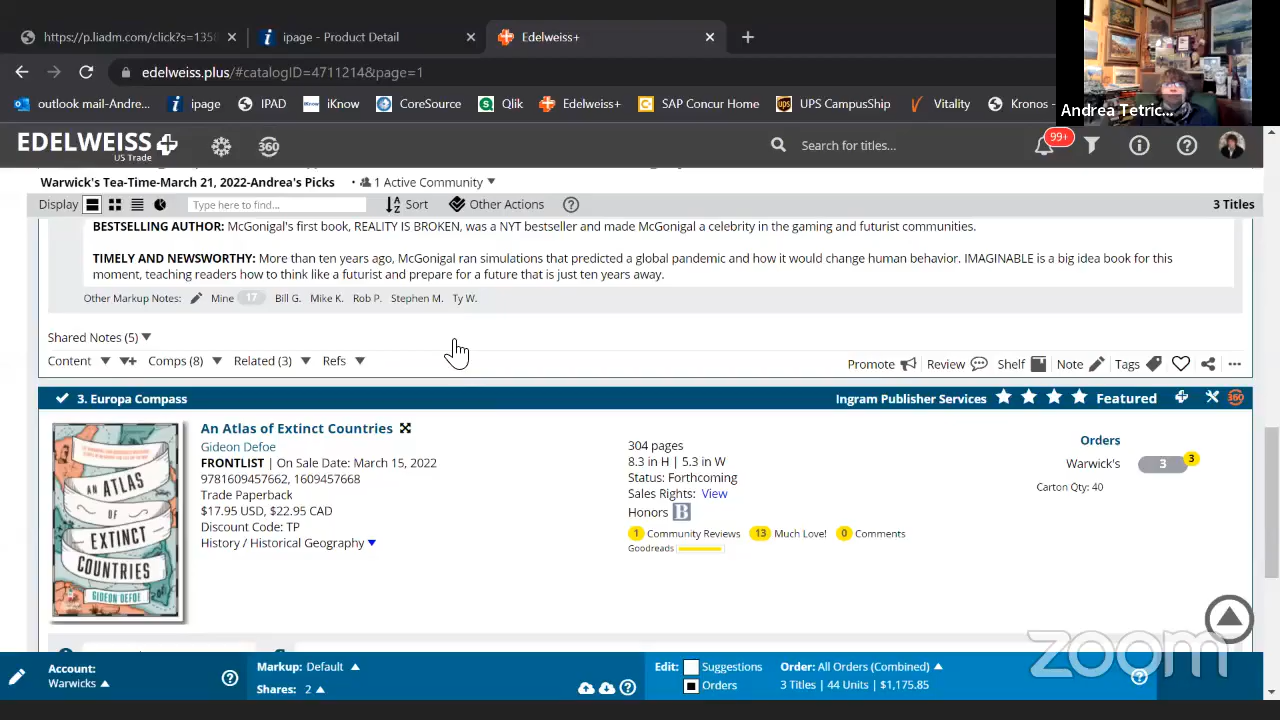 https://p.liadm.com/click?s=1358
ipage - Product Detail
Edelweiss+
edelweiss.plus/#catalogID=4711214&page=1
outlook mail-Andre...
ipage
IPAD
iKnow
CoreSource
Qlik
Edelweiss+
SAP Concur Home
UPS CampusShip
Vitality
Kronos -
Andrea Tetric...
EDELWEISS
US Trade
360
Search for titles...
99+
Warwick's Tea-Time-March 21, 2022-Andrea's Picks • 1 Active Community
Display
Type here to find...
Sort
Other Actions
3 Titles
BESTSELLING AUTHOR: McGonigal's first book, REALITY IS BROKEN, was a NYT bestseller and made McGonigal a celebrity in the gaming and futurist communities.
TIMELY AND NEWSWORTHY: More than ten years ago, McGonigal ran simulations that predicted a global pandemic and how it would change human behavior. IMAGINABLE is a big idea book for this
moment, teaching readers how to think like a futurist and prepare for a future that is just ten years away.
Other Markup Notes: Mine 17 Bill G. Mike K. Rob P. Stephen M. Ty W.
Shared Notes (5)
Content Comps (8) Related (3) Refs
Promote Review Shelf Note Tags
3. Europa Compass
Ingram Publisher Services Featured 360
AN ATLAS
OF
EXTINCT
COUNTRIES
GIDEON DEFOE
An Atlas of Extinct Countries
Gideon Defoe
FRONTLIST | On Sale Date: March 15, 2022
9781609457662, 1609457668
Trade Paperback
$17.95 USD, $22.95 CAD
Discount Code: TP
History / Historical Geography
304 pages
8.3 in H | 5.3 in W
Status: Forthcoming
Sales Rights: View
Honors B
1 Community Reviews 13 Much Love! 0 Comments
Goodreads
Orders
Warwick's 3 3
Carton Qty: 40
zoom
Account:
Warwicks
Markup: Default
Shares: 2
Edit: Suggestions
Orders
Order: All Orders (Combined)
3 Titles | 44 Units | $1,175.85